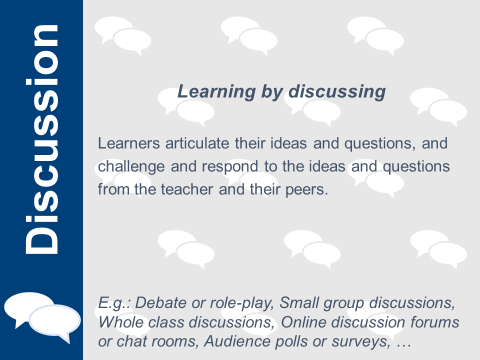 Discussion
Learning by discussing
Learners articulate their ideas and questions, and
challenge and respond to the ideas and questions
from the teacher and their peers.
E.g.: Debate or role-play, Small group discussions,
Whole class discussions, Online discussion forums
or chat rooms, Audience polls or surveys, …